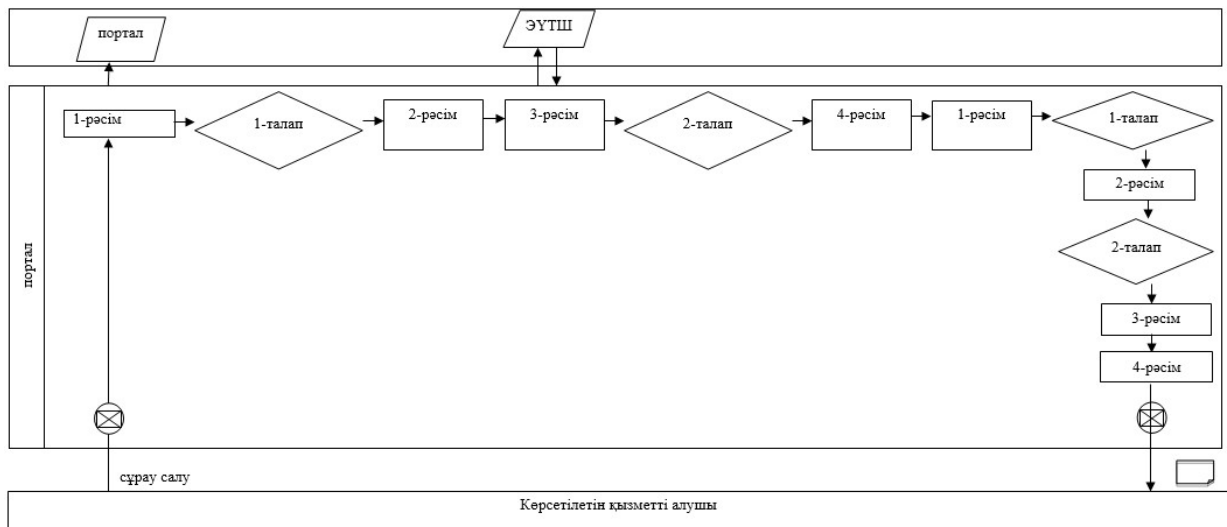 портал
ЭҮТШ
портал
1-рәсім
1-талап
2-рәсім
3-рәсім
2-талап
4-рәсім
1-рәсім
1-талап
2-рәсім
2-талап
3-рәсім
4-рәсім
сұрау салу
Көрсетілетін қызметті алушы